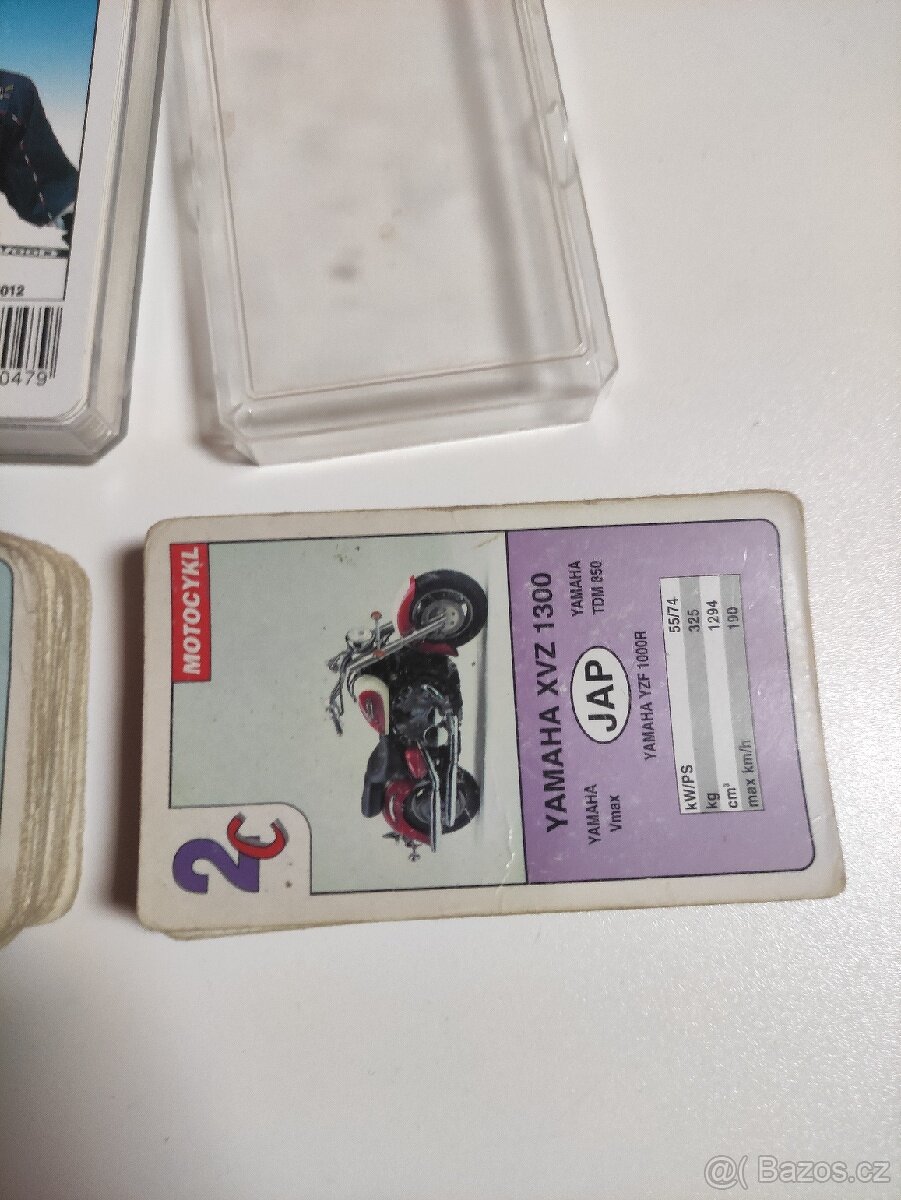 012
0479
MOTOCYKL
2C
YAMAHA XVZ 1300
YAMAHA
Vmax
JAP
YAMAHA
TDM 850
YAMAHA YZF 1000R
kW/PS 55/74
kg 325
cm³ 1294
max km/h 190
@( Bazos.cz